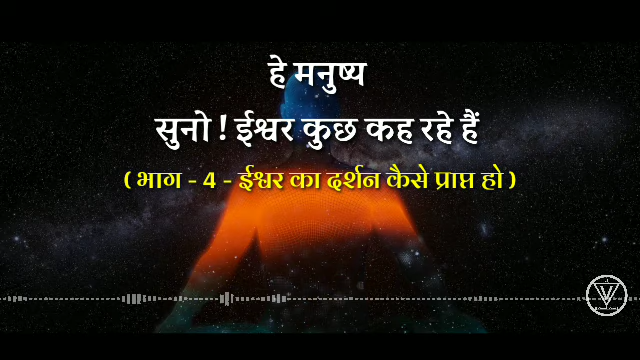 हे मनुष्य
सुनो ! ईश्वर कुछ कह रहे हैं
( भाग - 4 - ईश्वर का दर्शन कैसे प्राप्त हो )